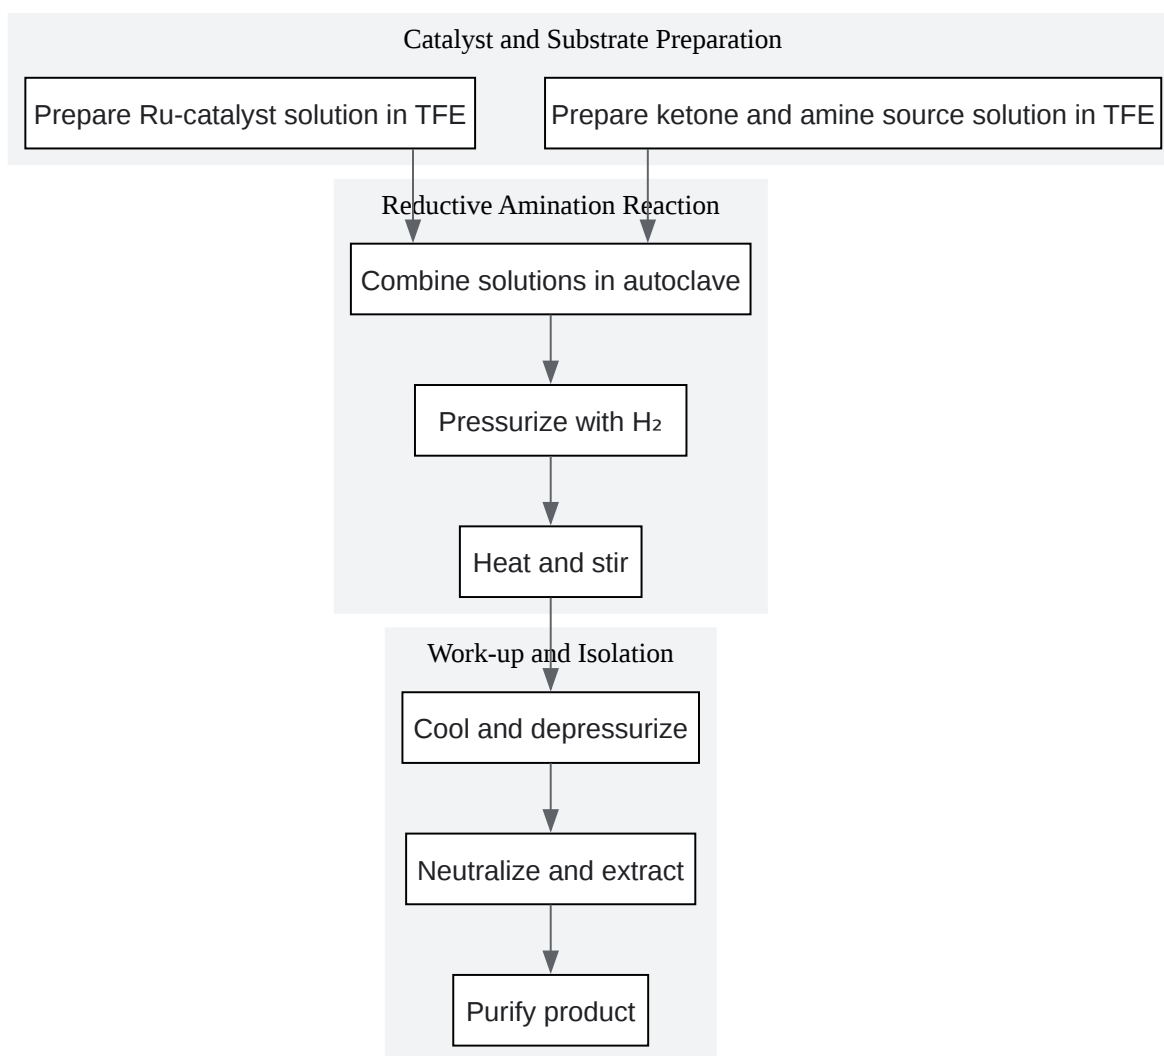 Catalyst and Substrate Preparation
Prepare Ru-catalyst solution in TFE
Prepare ketone and amine source solution in TFE
Reductive Amination Reaction
Combine solutions in autoclave
Pressurize with H₂
Heat and stir
Work-up and Isolation
Cool and depressurize
Neutralize and extract
Purify product